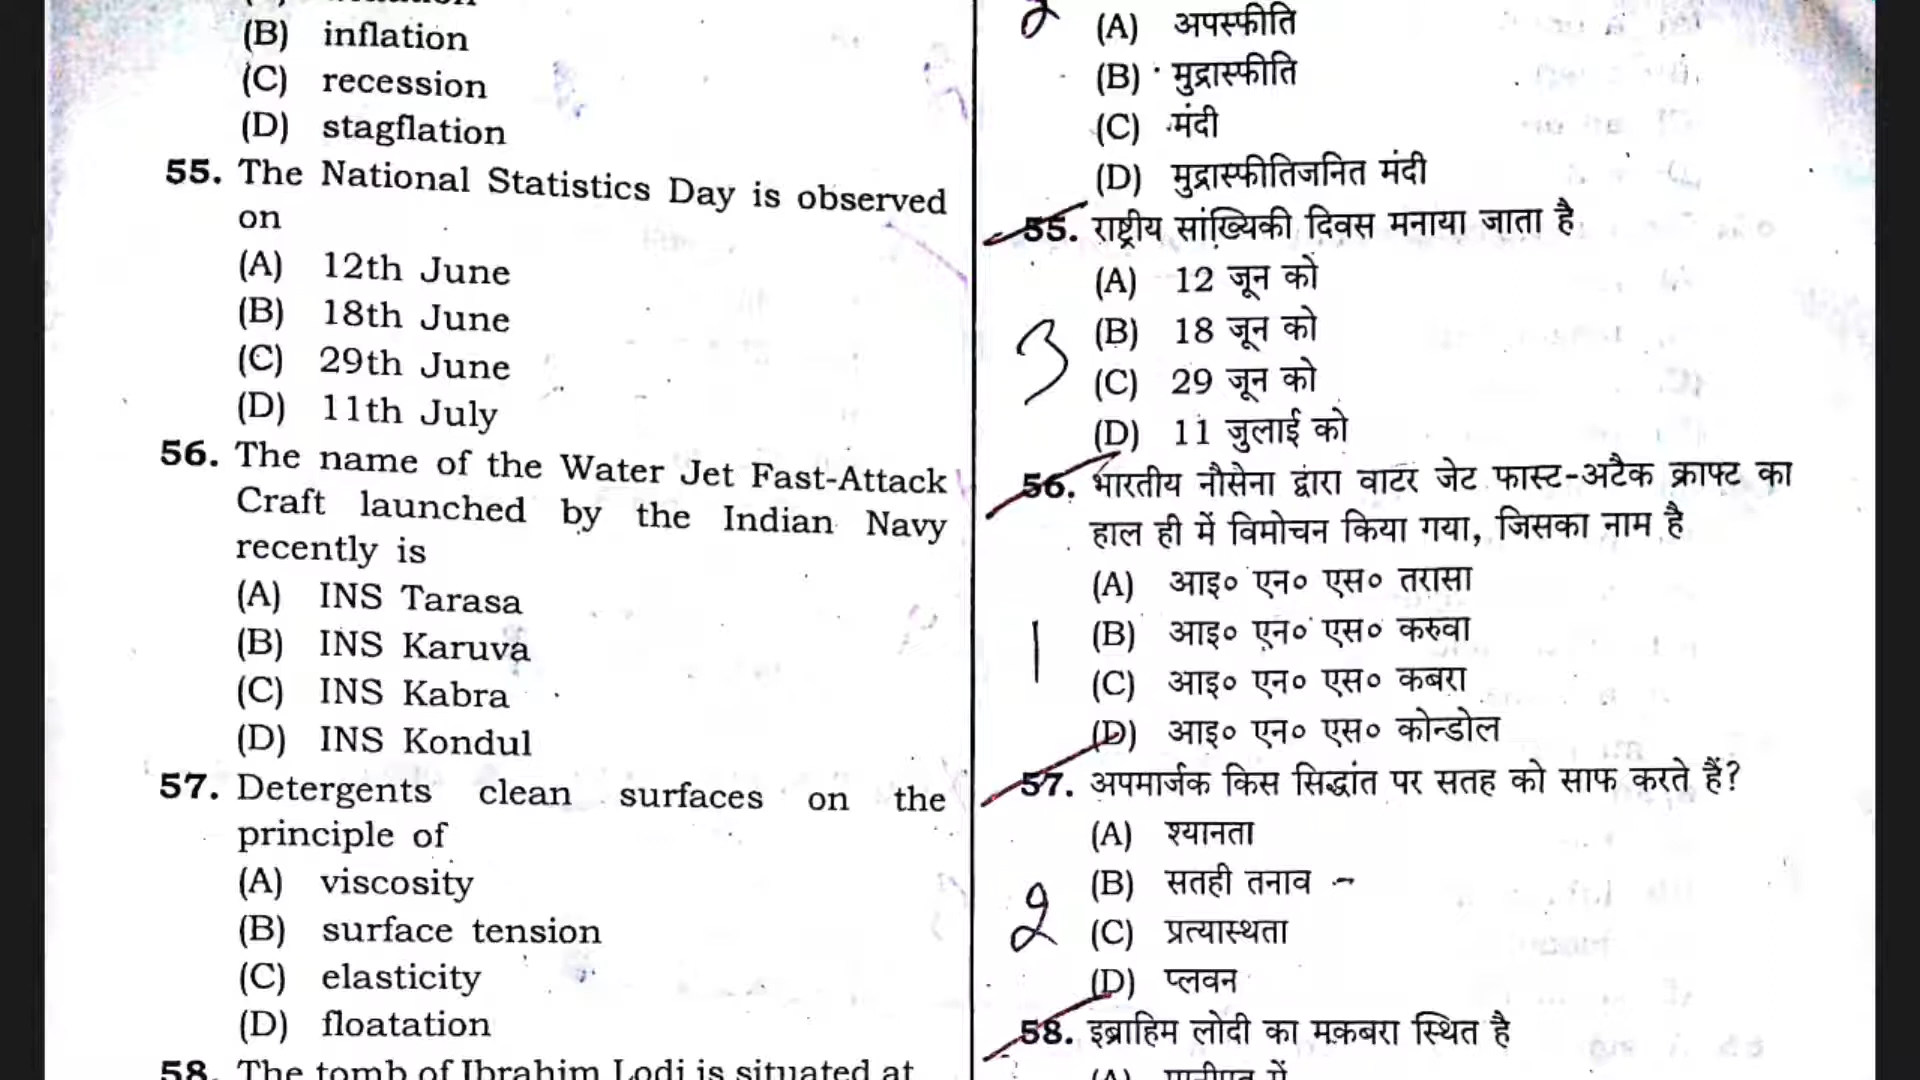 (B) inflation
(C) recession
(D) stagflation
55. The National Statistics Day is observed
on
(A) 12th June
(B) 18th June
(C) 29th June
(D) 11th July
56. The name of the Water Jet Fast-Attack
Craft launched by the Indian Navy
recently is
(A) INS Tarasa
(B) INS Karuva
(C) INS Kabra
(D) INS Kondul
57. Detergents clean surfaces on the
principle of
(A) viscosity
(B) surface tension
(C) elasticity
(D) floatation
58. The tomb of Ibrahim Lodi is situated at
2
(A) अपस्फीति
(B) मुद्रास्फीति
(C) मंदी
(D) मुद्रास्फीतिजनित मंदी
55. राष्ट्रीय सांख्यिकी दिवस मनाया जाता है
(A) 12 जून को
(B) 18 जून को
3
(C) 29 जून को
(D) 11 जुलाई को
56. भारतीय नौसेना द्वारा वाटर जेट फास्ट-अटैक क्राफ्ट का
हाल ही में विमोचन किया गया, जिसका नाम है
(A) आइ० एन० एस० तरासा
(B) आइ० एन० एस० करुवा
1
(C) आइ० एन० एस० कबरा
(D) आइ० एन० एस० कोन्डोल
57. अपमार्जक किस सिद्धांत पर सतह को साफ करते हैं?
(A) श्यानता
(B) सतही तनाव
2
(C) प्रत्यास्थता
(D) प्लवन
58. इब्राहिम लोदी का मकबरा स्थित है
(A) पानीपत में